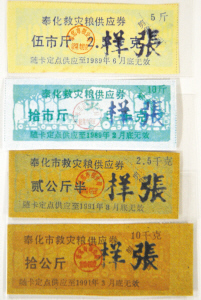 奉化救灾粮供应券
5斤
伍市斤
2.
克
样張
随卡定点供应至1989年6月底无效
奉化救灾粮供应券
10斤
拾市斤
样張
随卡定点供应至1989年
月底无效
奉化市救灾粮供应券
2.5千克
贰公斤半
样張
随卡定点供应至1991年
月底无效
奉化市救灾粮供应券
10千克
拾公斤
样張
随卡定点供应至1991年3月底无效